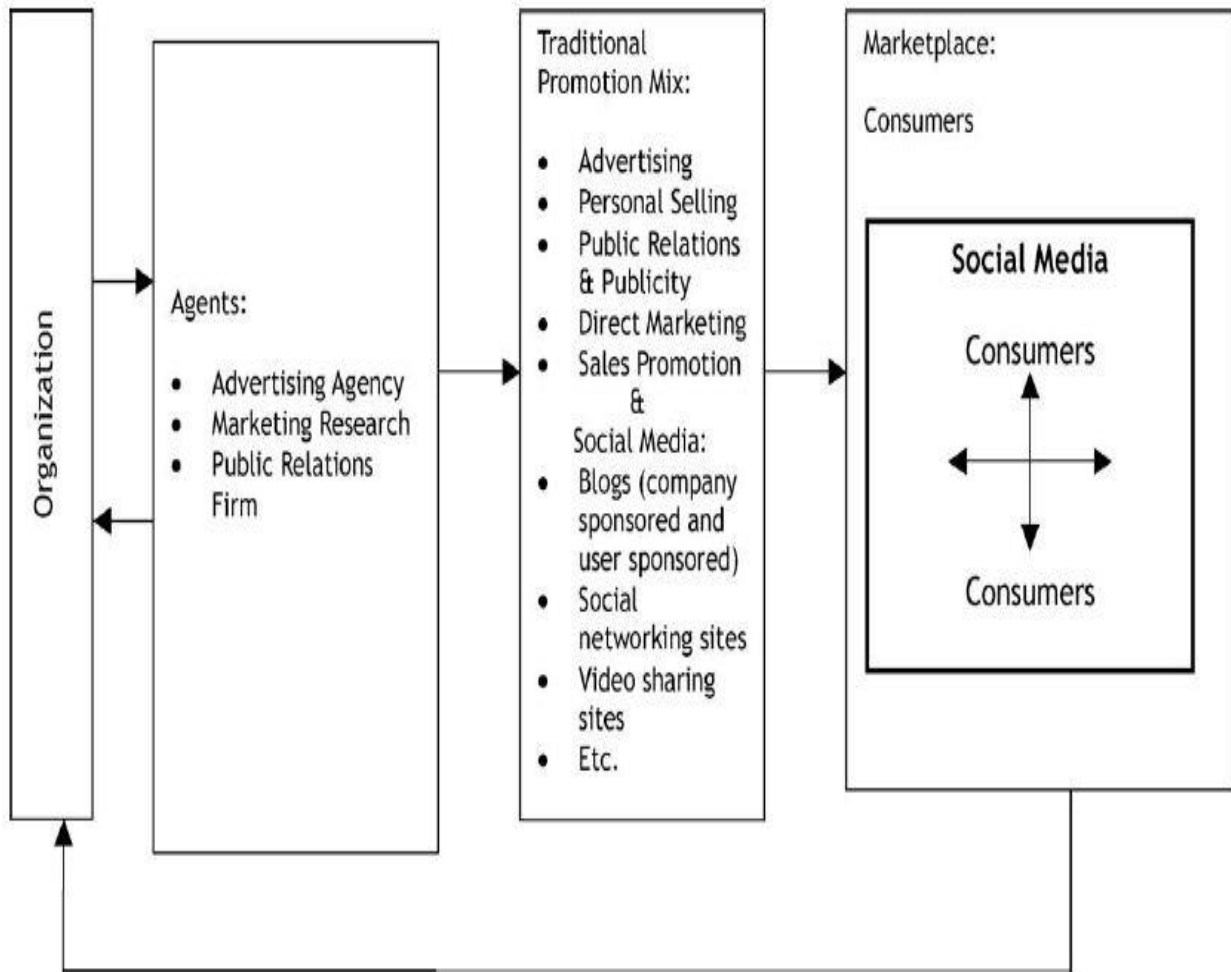 Organization
Agents:
• Advertising Agency
• Marketing Research
• Public Relations
Firm
Traditional
Promotion Mix:
• Advertising
• Personal Selling
• Public Relations
& Publicity
• Direct Marketing
• Sales Promotion
&
Social Media:
• Blogs (company
sponsored and
user sponsored)
• Social
networking sites
• Video sharing
sites
• Etc.
Marketplace:
Consumers
Social Media
Consumers
Consumers